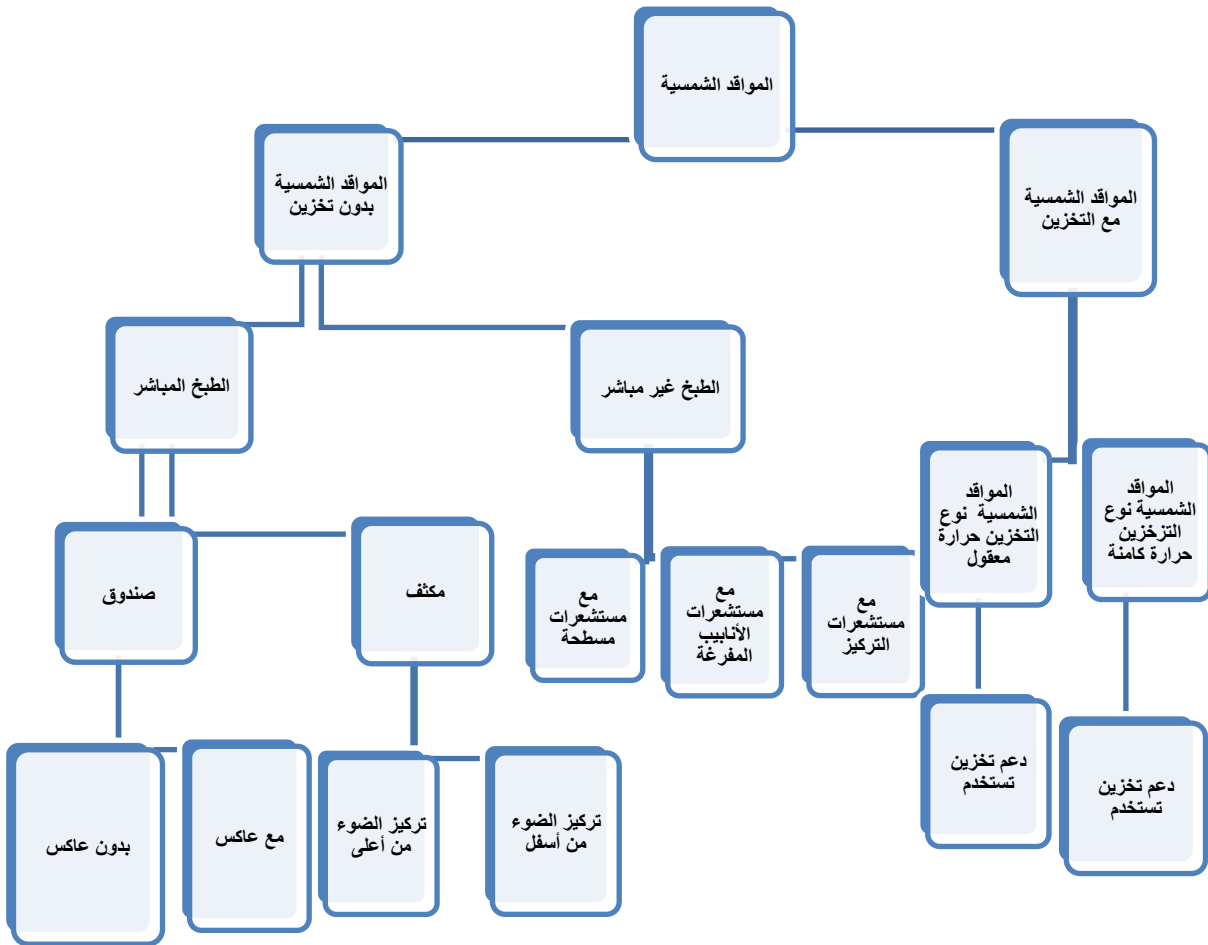 المواقد الشمسية
المواقد الشمسية
بدون تخزين
المواقد الشمسية
مع التخزين
الطبخ المباشر
الطبخ غير مباشر
المواقد
الشمسية نوع
التخزين حرارة
معقول
المواقد
الشمسية نوع
التزخزين
حرارة كامنة
صندوق
مكثف
مع
مستشعرات
مسطحة
مع
مستشعرات
الأنابيب
المفرغة
مع
مستشعرات
التركيز
بدون عاكس
مع عاكس
تركيز الضوء
من أعلى
تركيز الضوء
من أسفل
دعم تخزين
تستخدم
دعم تخزين
تستخدم